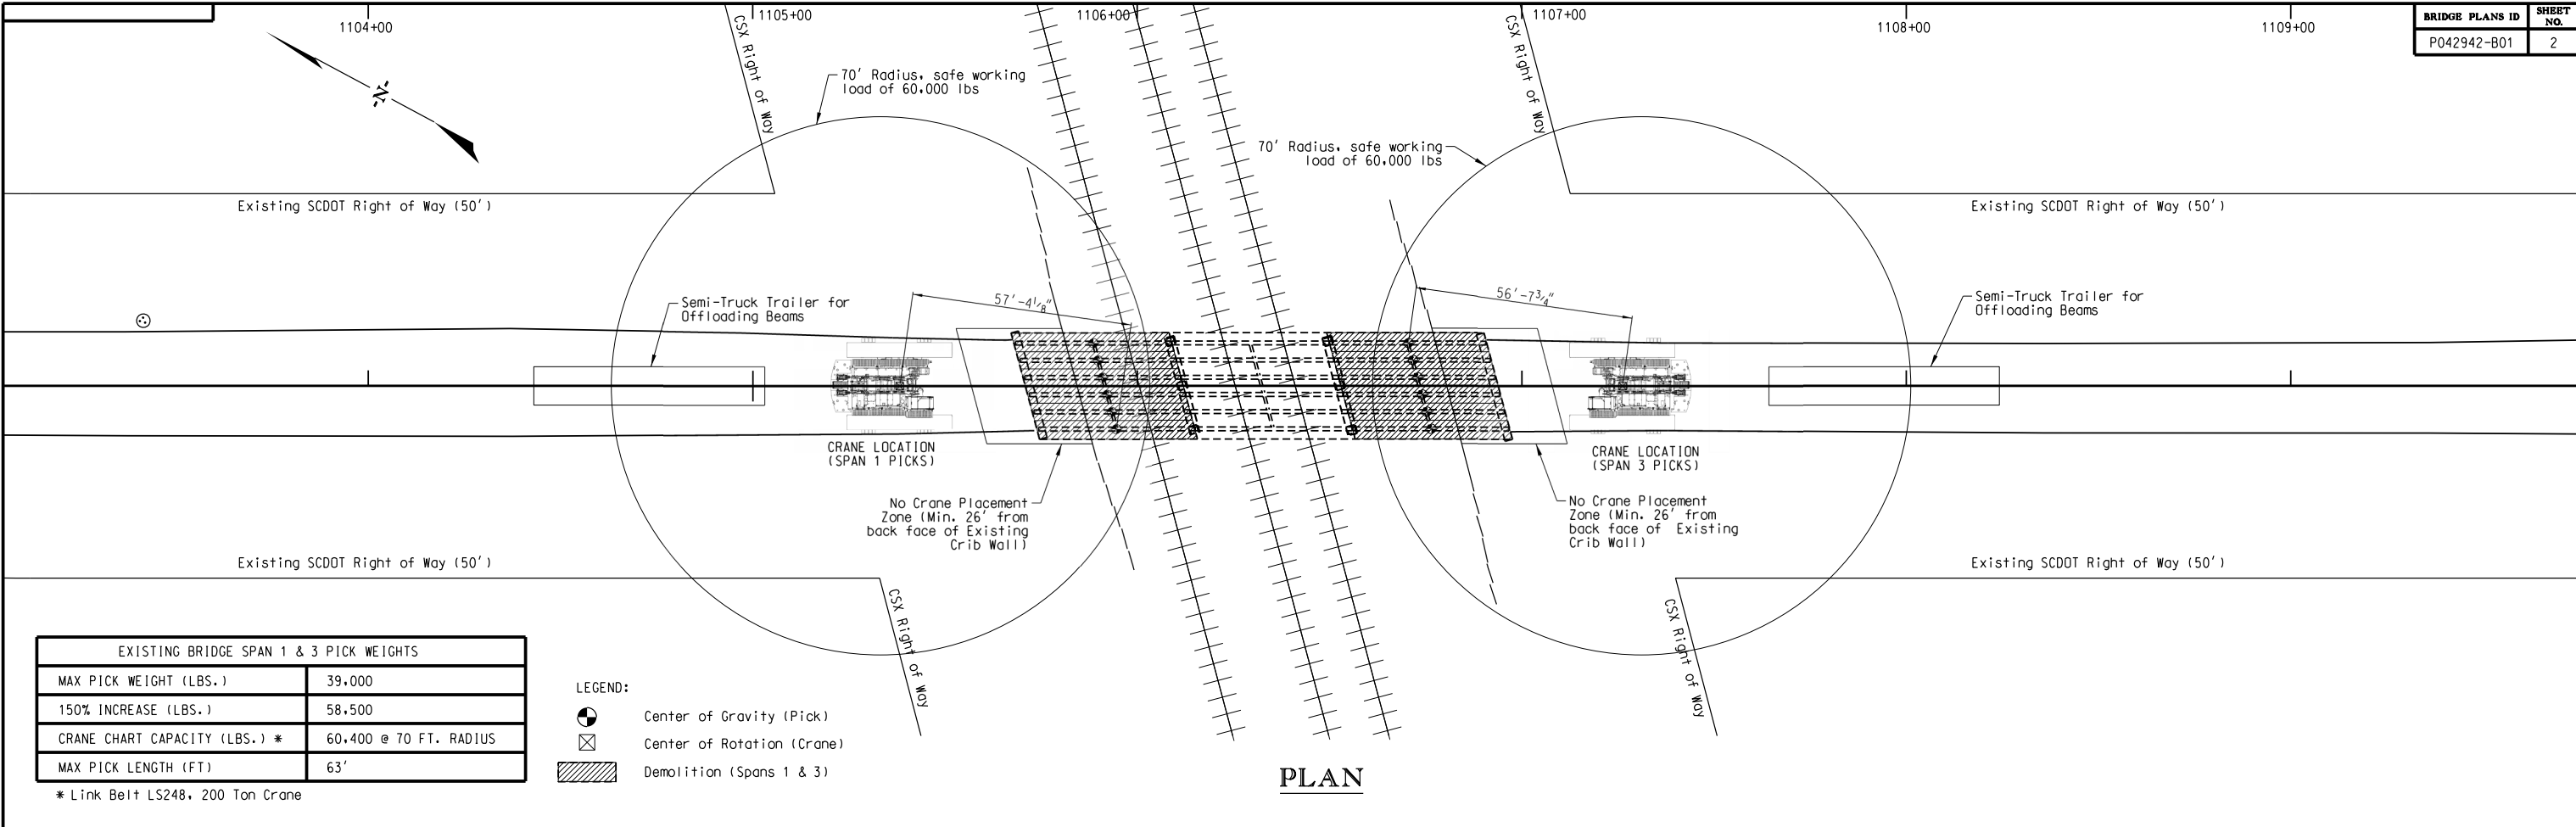 1104+00
1105+00
1106+00
1107+00
1108+00
1109+00
BRIDGE PLANS ID
SHEET
NO.
P042942-B01
2
-N-
CSX Right of Way
CSX Right of Way
70' Radius, safe working
load of 60,000 lbs
70' Radius, safe working
load of 60,000 lbs
Existing SCDOT Right of Way (50')
Existing SCDOT Right of Way (50')
Semi-Truck Trailer for
Offloading Beams
57'-4 1/8"
56'-7 3/4"
Semi-Truck Trailer for
Offloading Beams
CRANE LOCATION
(SPAN 1 PICKS)
CRANE LOCATION
(SPAN 3 PICKS)
No Crane Placement
Zone (Min. 26' from
back face of Existing
Crib Wall)
No Crane Placement
Zone (Min. 26' from
back face of Existing
Crib Wall)
Existing SCDOT Right of Way (50')
Existing SCDOT Right of Way (50')
CSX Right of Way
CSX Right of Way
EXISTING BRIDGE SPAN 1 & 3 PICK WEIGHTS
MAX PICK WEIGHT (LBS.) 39,000
150% INCREASE (LBS.) 58,500
CRANE CHART CAPACITY (LBS.) * 60,400 @ 70 FT. RADIUS
MAX PICK LENGTH (FT) 63'
* Link Belt LS248, 200 Ton Crane
LEGEND:
Center of Gravity (Pick)
Center of Rotation (Crane)
Demolition (Spans 1 & 3)
PLAN